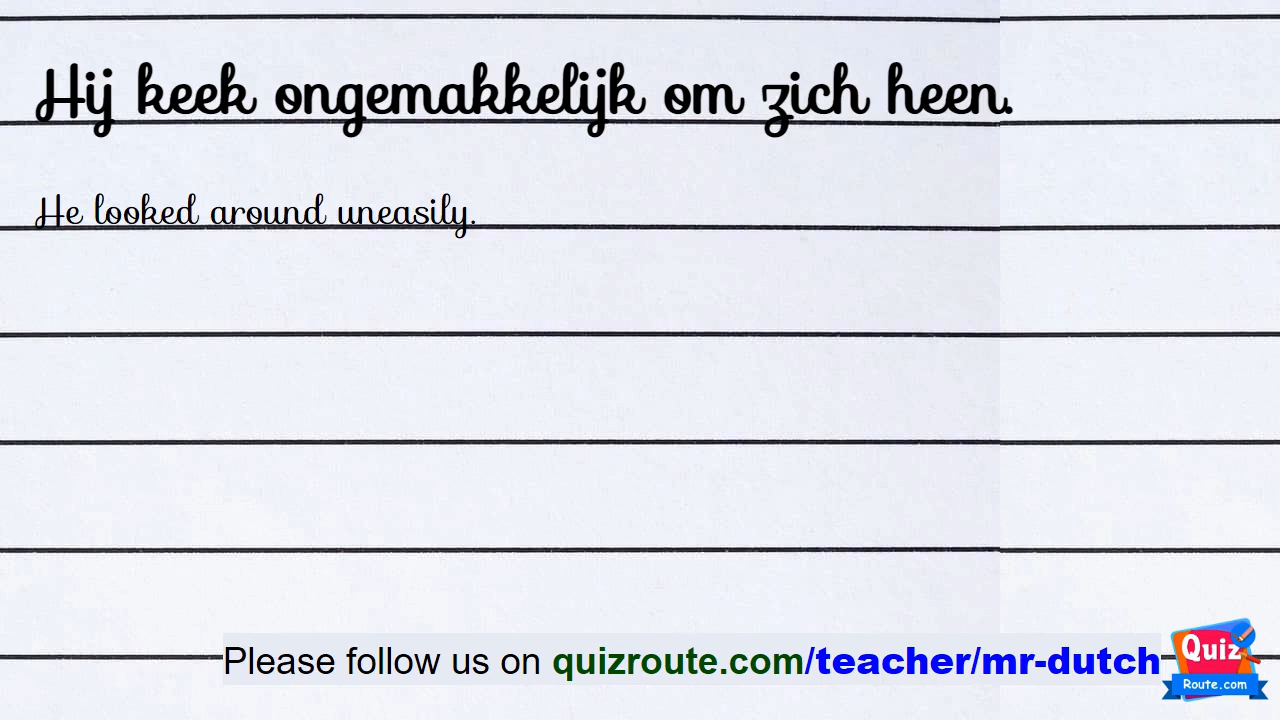 Hij keek ongemakkelijk om zich heen.
He looked around uneasily.
Please follow us on quizroute.com/teacher/mr-dutch
Quiz
Route.com